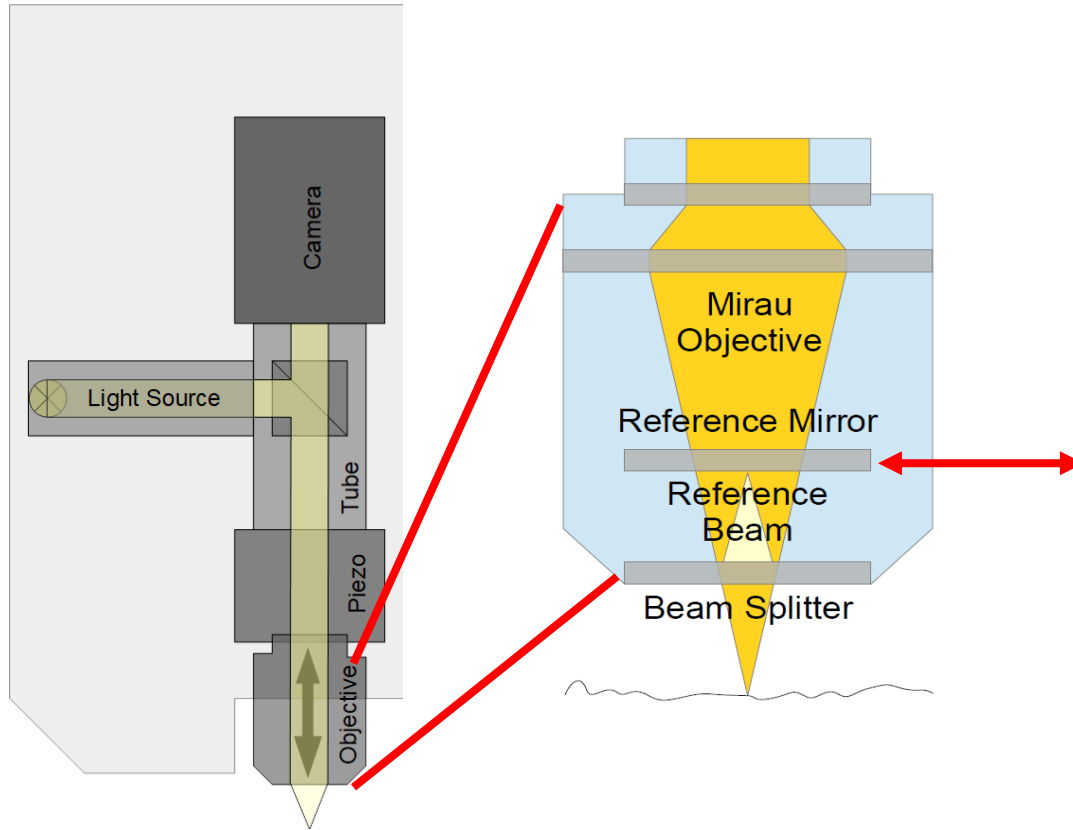 Camera
Light Source
Tube
Piezo
Objective
Mirau
Objective
Reference Mirror
Reference
Beam
Beam Splitter